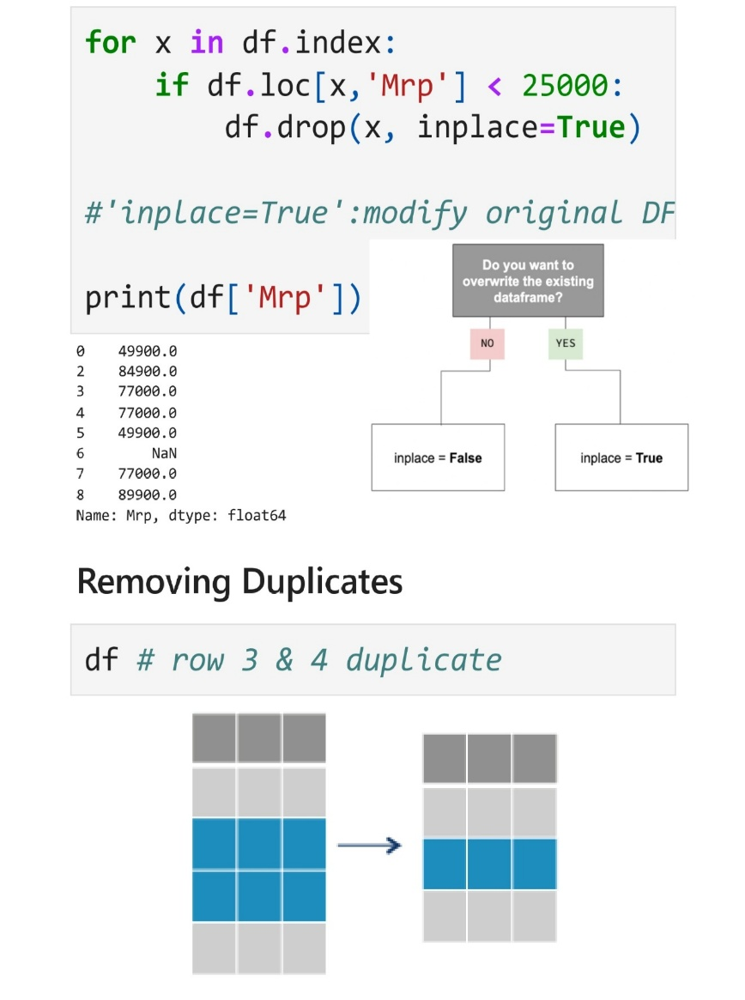 for x in df.index:
    if df.loc[x,'Mrp'] < 25000:
        df.drop(x, inplace=True)
#'inplace=True':modify original DF
print(df['Mrp'])
Do you want to
overwrite the existing
dataframe?
NO
YES
inplace = False
inplace = True
0    49900.0
2    84900.0
3    77000.0
4    77000.0
5    49900.0
6        NaN
7    77000.0
8    89900.0
Name: Mrp, dtype: float64
Removing Duplicates
df # row 3 & 4 duplicate